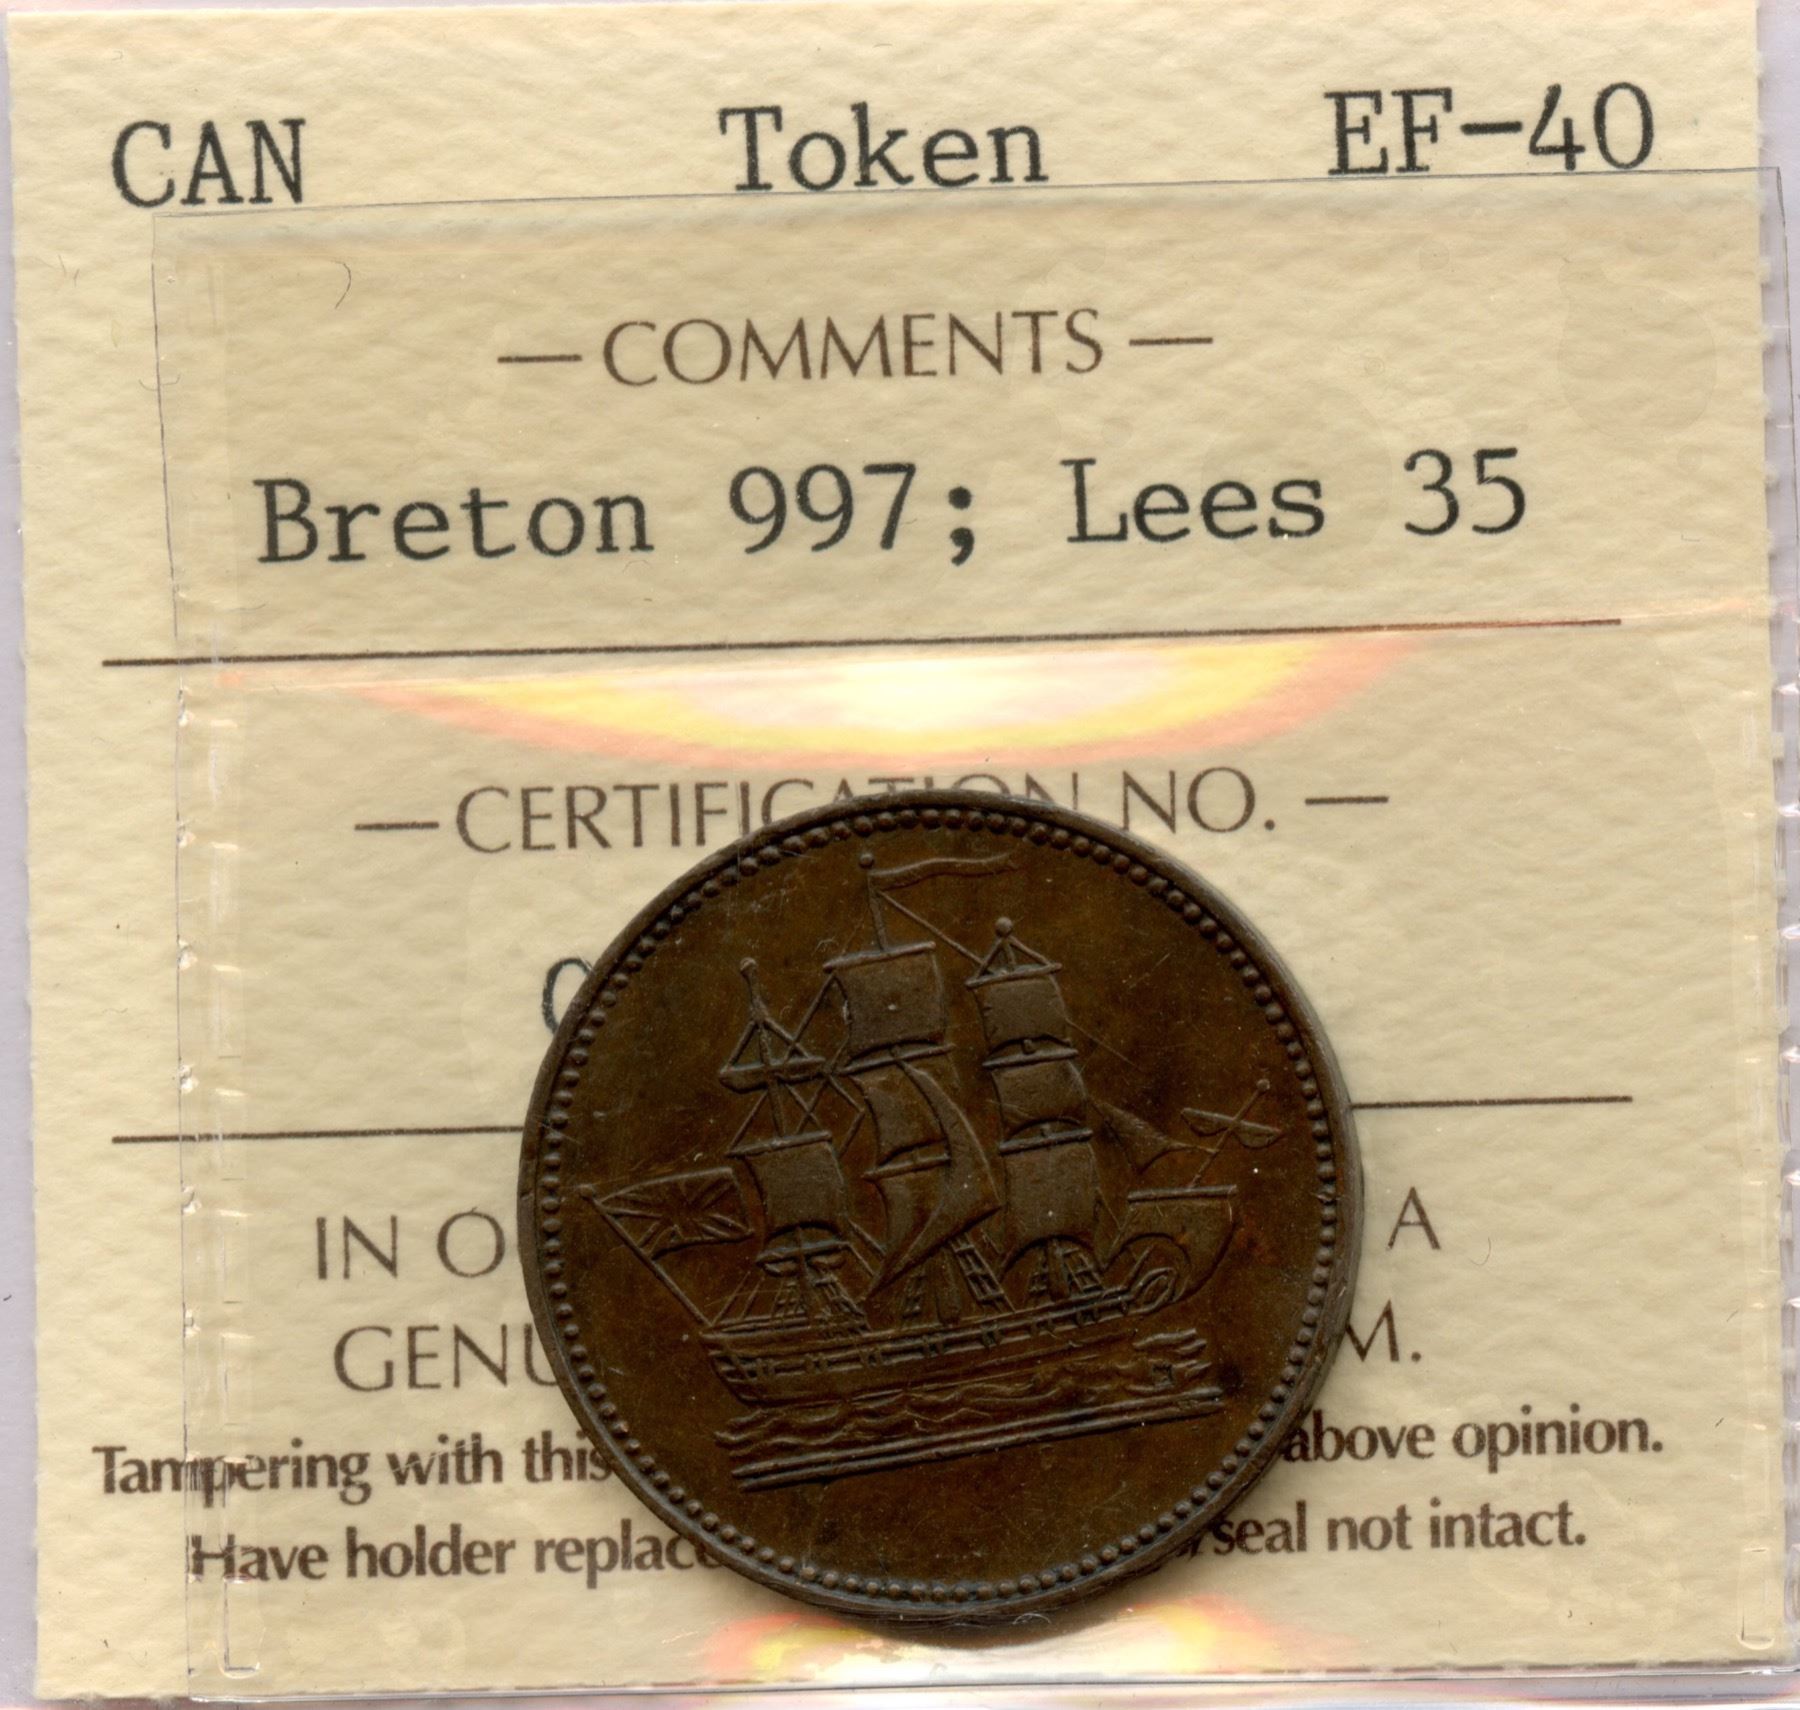 CAN Token EF-40
— COMMENTS —
Breton 997; Lees 35
— CERTIFICATION NO. —
IN A
GENU M.
Tampering with this above opinion.
Have holder replac seal not intact.